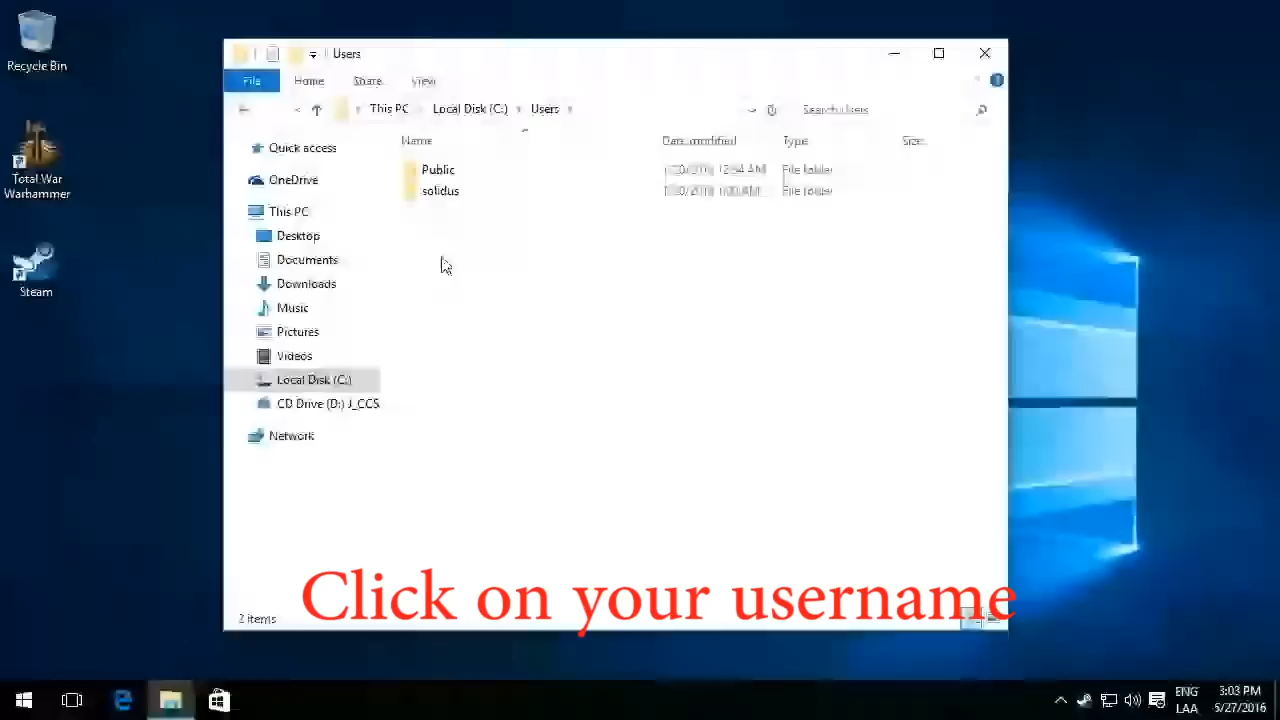 Recycle Bin
Total War
Warhammer
Steam
Users
File
Home
Share
View
This PC
Local Disk (C:)
Users
Search Users
Name
Date modified
Type
Size
Quick access
OneDrive
This PC
Desktop
Documents
Downloads
Music
Pictures
Videos
Local Disk (C:)
CD Drive (D:) J_CCS
Network
Public
12:54 AM
File folder
solidus
File folder
Click on your username
2 items
ENG
LAA
3:03 PM
5/27/2016